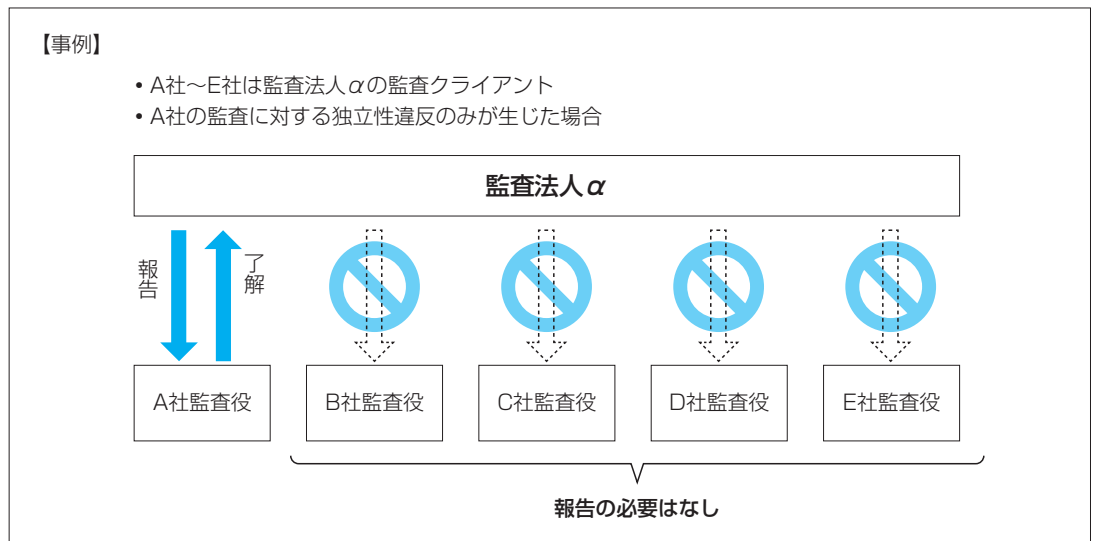 【事例】
• A社～E社は監査法人αの監査クライアント
• A社の監査に対する独立性違反のみが生じた場合
監査法人α
報告
了解
A社監査役
B社監査役
C社監査役
D社監査役
E社監査役
報告の必要はなし